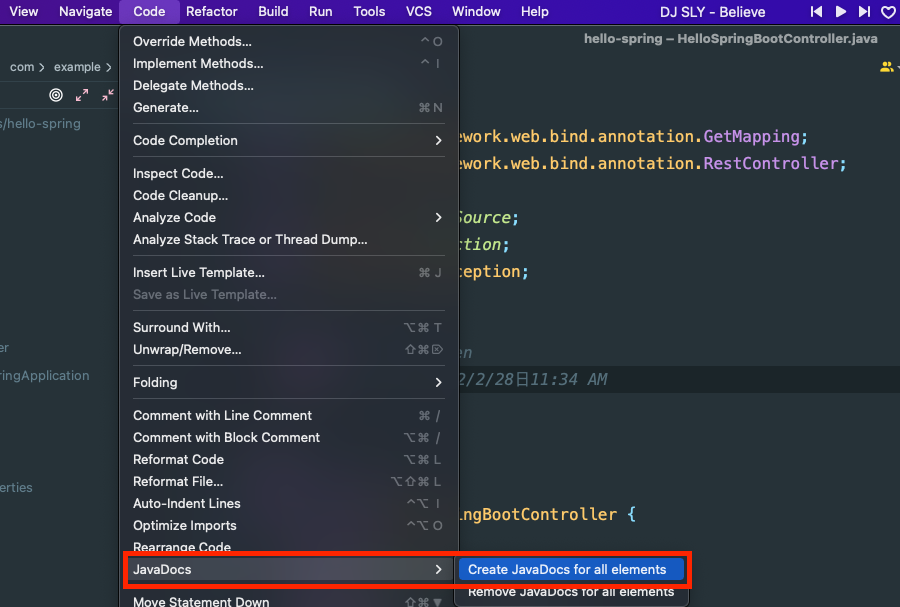 View Navigate Code Refactor Build Run Tools VCS Window Help DJ SLY - Believe
hello-spring – HelloSpringBootController.java
com > example >
s/hello-spring
er
ringApplication
erties
Override Methods... ^ O
Implement Methods... ^ I
Delegate Methods...
Generate... ⌘ N
Code Completion >
Inspect Code...
Code Cleanup...
Analyze Code >
Analyze Stack Trace or Thread Dump...
Insert Live Template... ⌘ J
Save as Live Template...
Surround With... ⌥⌘ T
Unwrap/Remove... ⇧⌘⌦
Folding >
Comment with Line Comment ⌘ /
Comment with Block Comment ⌥⌘ /
Reformat Code ⌥⌘ L
Reformat File... ⌥⇧⌘ L
Auto-Indent Lines ^⌥ I
Optimize Imports ^⌥ O
Rearrange Code
JavaDocs >
Move Statement Down ⇧⌘▼
Create JavaDocs for all elements
Remove JavaDocs for all elements
ework.web.bind.annotation.GetMapping;
ework.web.bind.annotation.RestController;
Source;
ction;
ception;
en
2/2/28日11:34 AM
ingBootController {